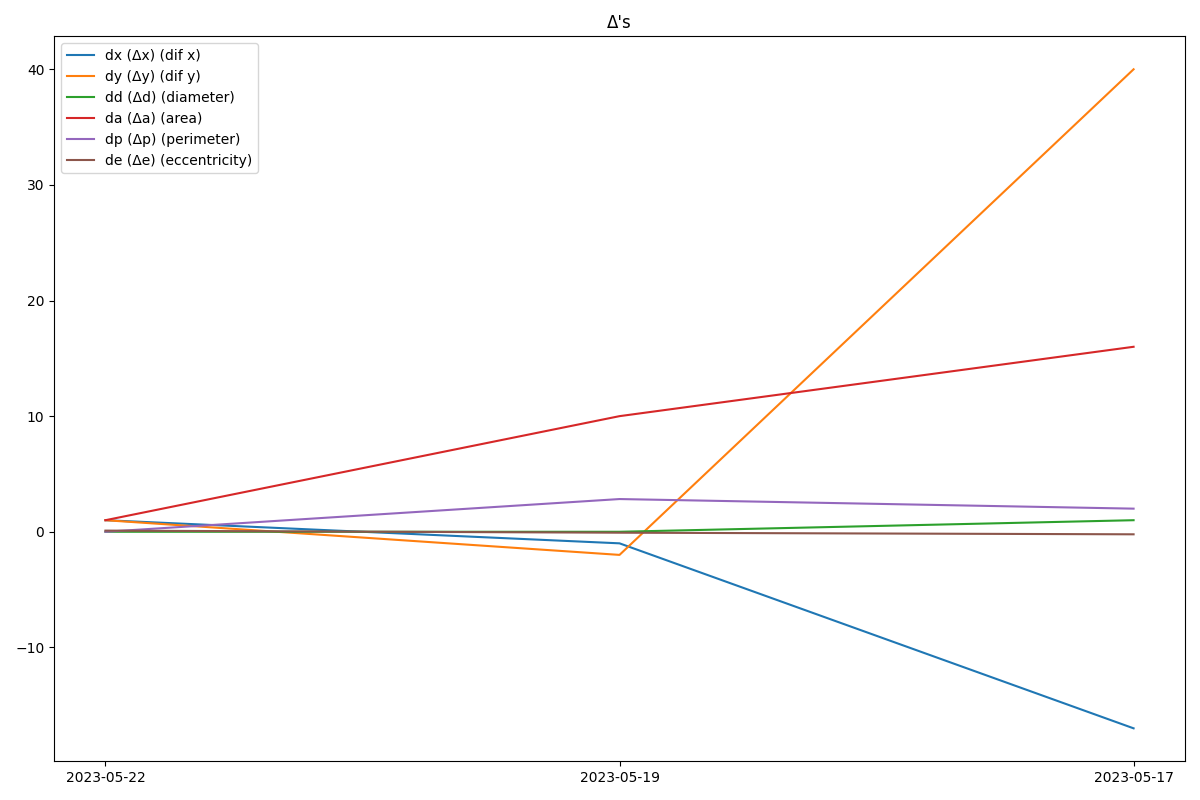 Δ's
dx (Δx) (dif x)
dy (Δy) (dif y)
dd (Δd) (diameter)
da (Δa) (area)
dp (Δp) (perimeter)
de (Δe) (eccentricity)
40
30
20
10
0
−10
2023-05-22 2023-05-19 2023-05-17